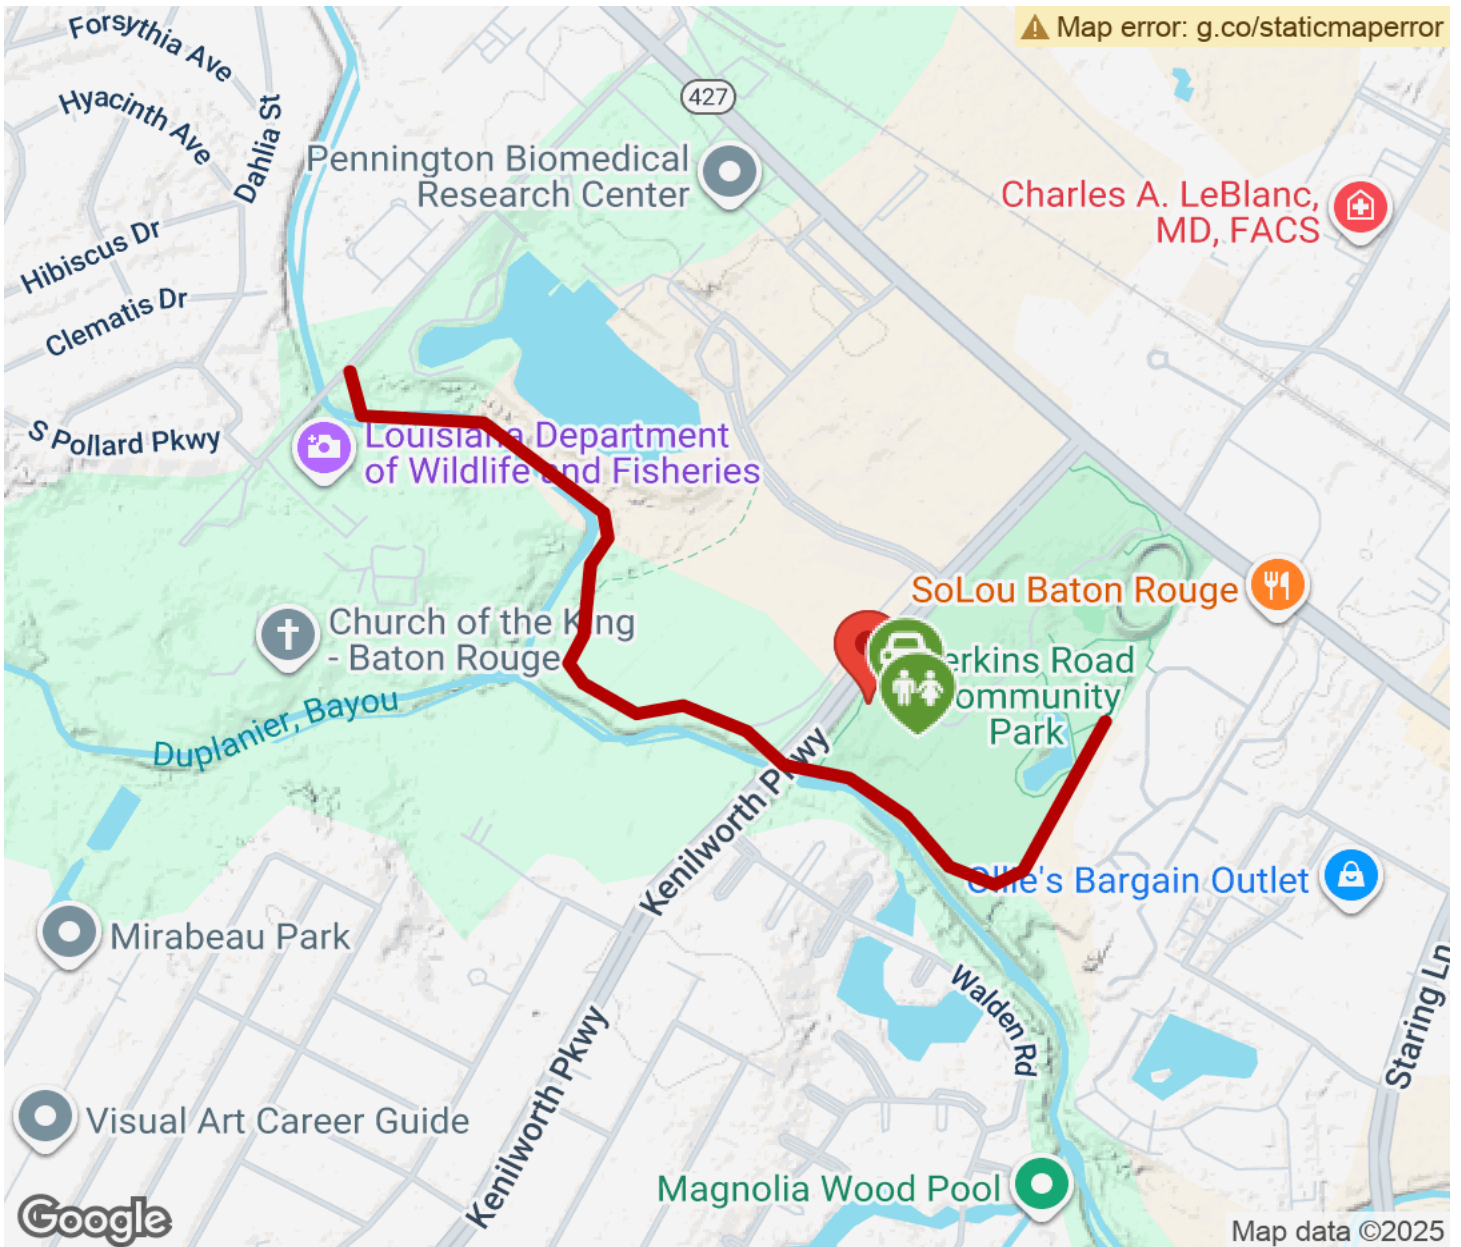 Forsythia Ave
Map error: g.co/staticmaperror
Hyacinth Ave
Dahlia St
427
Pennington Biomedical
Research Center
Charles A. LeBlanc,
MD, FACS
Hibiscus Dr
Clematis Dr
S Pollard Pkwy
Louisiana Department
of Wildlife and Fisheries
SoLou Baton Rouge
Church of the King
- Baton Rouge
erkins Road
ommunity
Park
Duplanier, Bayou
Kenilworth Pkwy
Ollie's Bargain Outlet
Mirabeau Park
Walden Rd
Staring Ln
Kenilworth Pkwy
Visual Art Career Guide
Magnolia Wood Pool
Google
Map data ©2025